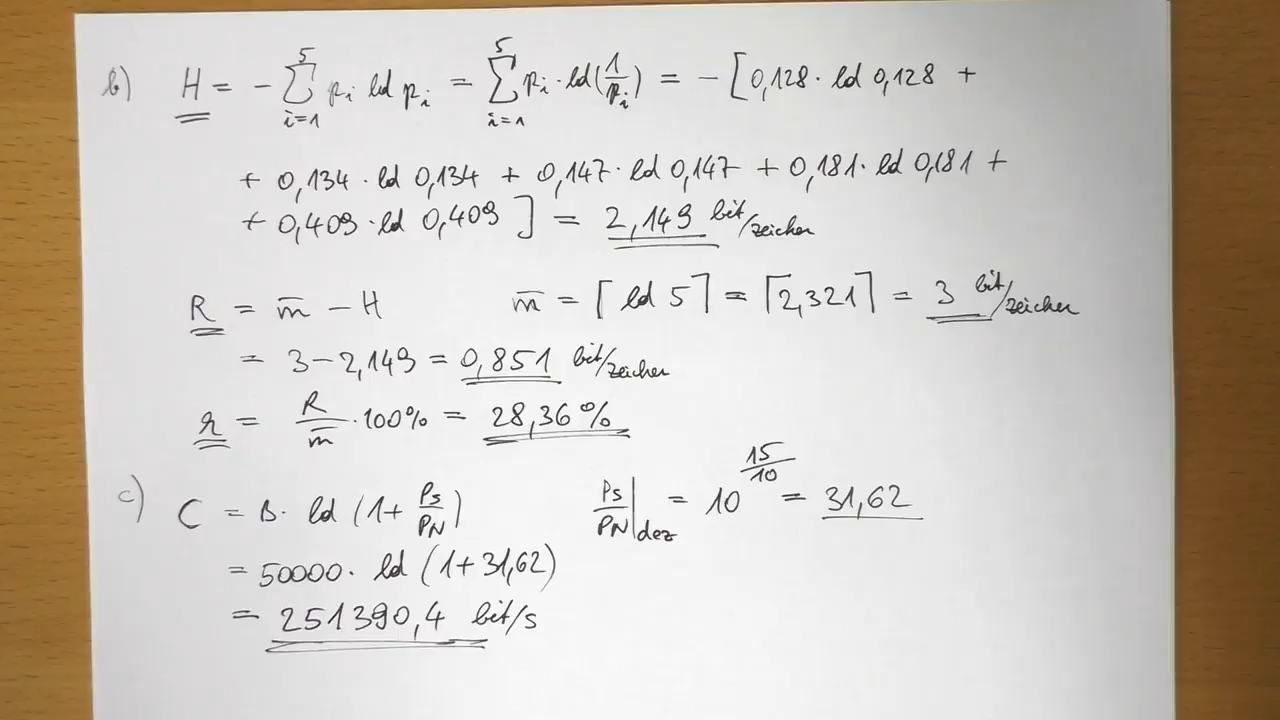 b) H = - ∑_{i=1}^{5} p_i ld p_i = ∑_{i=1}^{5} p_i · ld(1/p_i) = - [0,128 · ld 0,128 +
+ 0,134 · ld 0,134 + 0,147 · ld 0,147 + 0,181 · ld 0,181 +
+ 0,409 · ld 0,409 ] = 2,149 bit/zeichen
R = m̅ - H m̅ = ⌈ld 5⌉ = ⌈2,321⌉ = 3 bit/zeichen
= 3 - 2,149 = 0,851 bit/zeichen
r = R/m̅ · 100% = 28,36%
c) C = B · ld (1 + Ps/PN) Ps/PN|dez = 10^{15/10} = 31,62
= 50000 · ld (1 + 31,62)
= 251390,4 bit/s